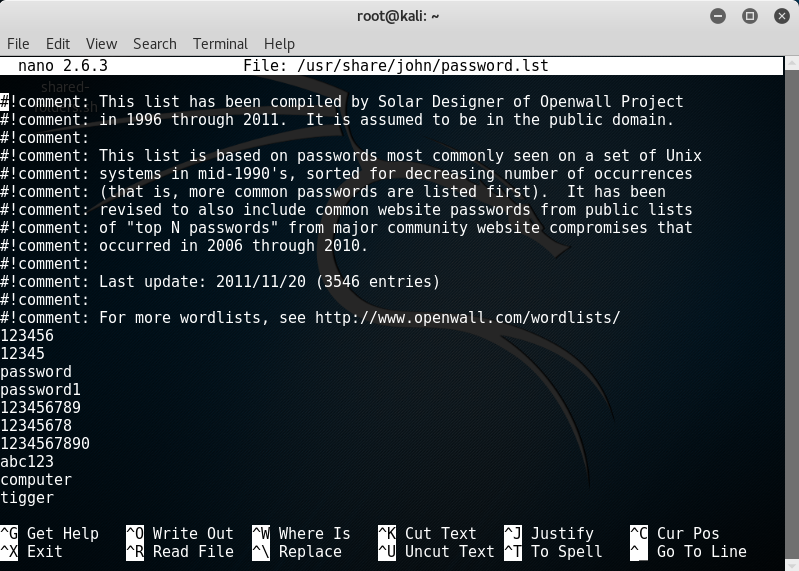 root@kali: ~
File Edit View Search Terminal Help
nano 2.6.3 File: /usr/share/john/password.lst
shared-
#!comment: This list has been compiled by Solar Designer of Openwall Project
#!comment: in 1996 through 2011.  It is assumed to be in the public domain.
#!comment:
#!comment: This list is based on passwords most commonly seen on a set of Unix
#!comment: systems in mid-1990's, sorted for decreasing number of occurrences
#!comment: (that is, more common passwords are listed first).  It has been
#!comment: revised to also include common website passwords from public lists
#!comment: of "top N passwords" from major community website compromises that
#!comment: occurred in 2006 through 2010.
#!comment:
#!comment: Last update: 2011/11/20 (3546 entries)
#!comment:
#!comment: For more wordlists, see http://www.openwall.com/wordlists/
123456
12345
password
password1
123456789
12345678
1234567890
abc123
computer
tigger
^G Get Help ^O Write Out ^W Where Is ^K Cut Text ^J Justify ^C Cur Pos
^X Exit ^R Read File ^\ Replace ^U Uncut Text ^T To Spell ^_ Go To Line